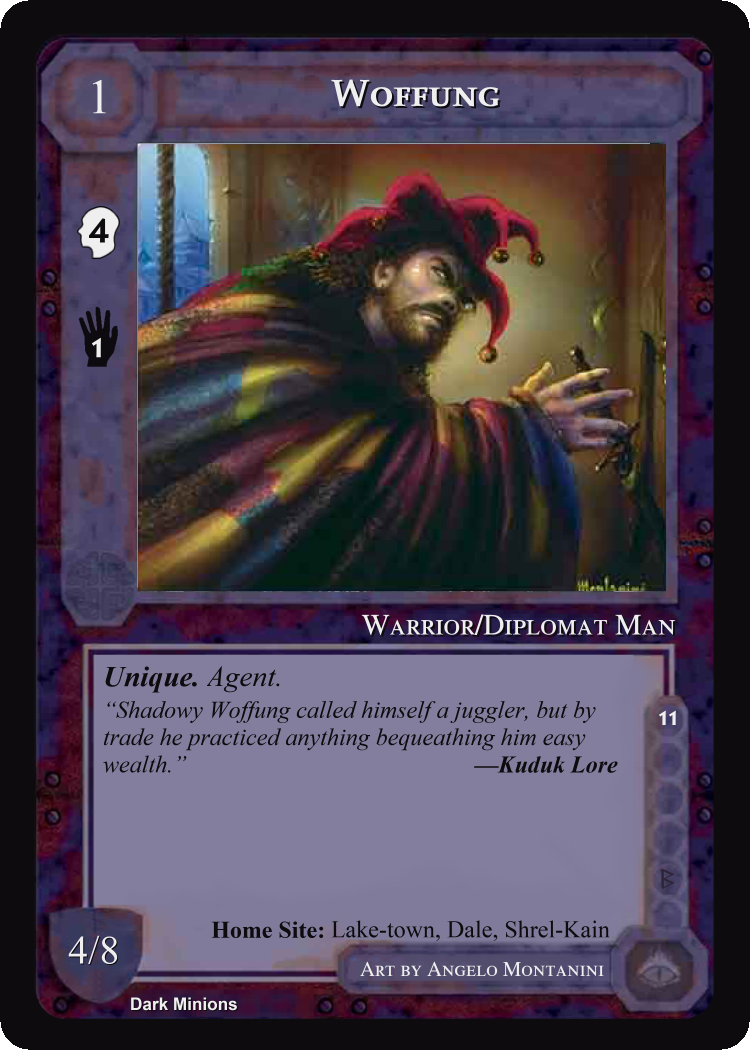 1
WOFFUNG
4
1
Montanini
WARRIOR/DIPLOMAT MAN
Unique. Agent.
“Shadowy Woffung called himself a juggler, but by
trade he practiced anything bequeathing him easy
wealth.” —Kuduk Lore
11
Home Site: Lake-town, Dale, Shrel-Kain
4/8
ART BY ANGELO MONTANINI
Dark Minions